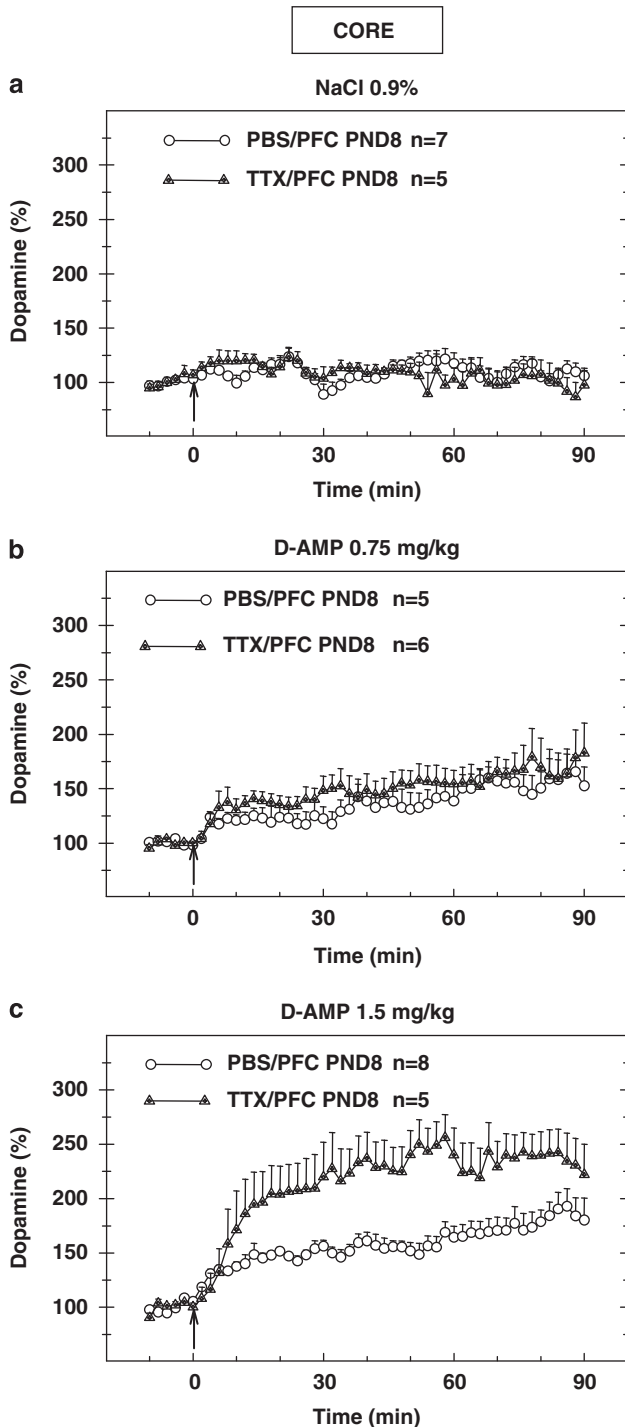 CORE
a
NaCl 0.9%
PBS/PFC PND8 n=7
TTX/PFC PND8 n=5
Dopamine (%)
300
250
200
150
100
0
30
60
90
Time (min)
b
D-AMP 0.75 mg/kg
PBS/PFC PND8 n=5
TTX/PFC PND8 n=6
Dopamine (%)
300
250
200
150
100
0
30
60
90
Time (min)
c
D-AMP 1.5 mg/kg
PBS/PFC PND8 n=8
TTX/PFC PND8 n=5
Dopamine (%)
300
250
200
150
100
0
30
60
90
Time (min)